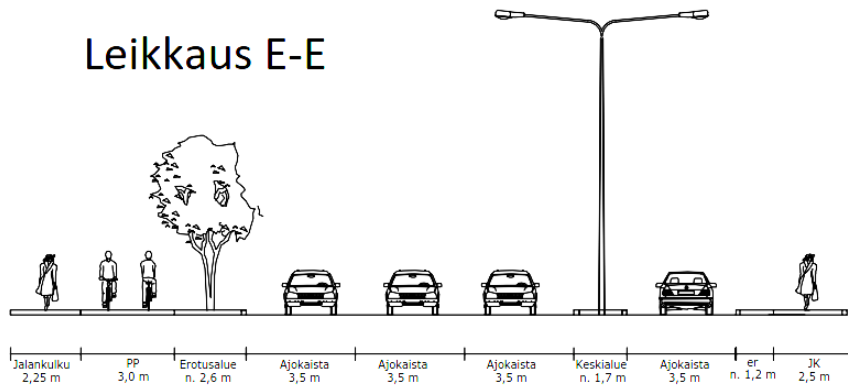 Leikkaus E-E
Jalankulku
2,25 m
PP
3,0 m
Erotusalue
n. 2,6 m
Ajokaista
3,5 m
Ajokaista
3,5 m
Ajokaista
3,5 m
Keskialue
n. 1,7 m
Ajokaista
3,5 m
er
n. 1,2 m
JK
2,5 m